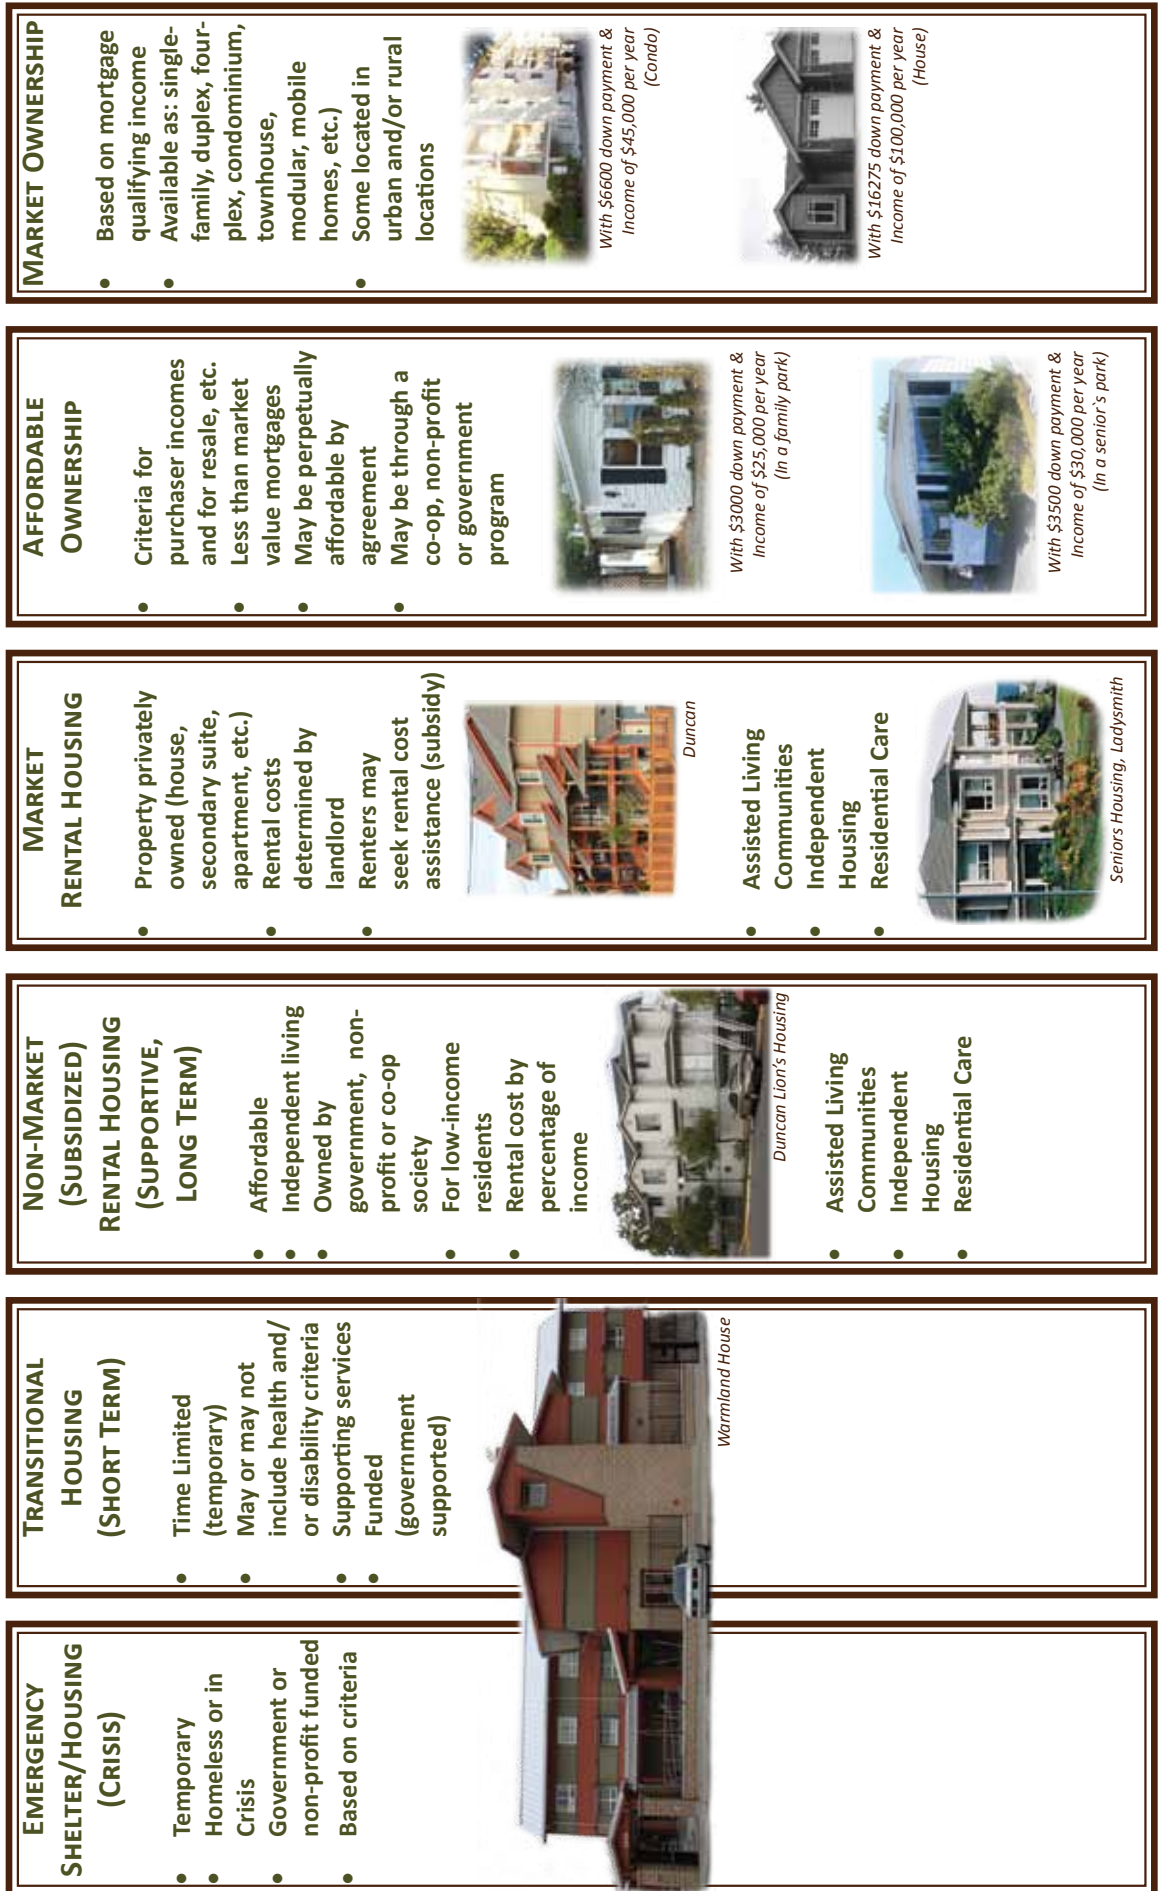 EMERGENCY
SHELTER/HOUSING
(CRISIS)
• Temporary
• Homeless or in
Crisis
• Government or
non-profit funded
• Based on criteria
TRANSITIONAL
HOUSING
(SHORT TERM)
• Time Limited
(temporary)
• May or may not
include health and/
or disability criteria
• Supporting services
• Funded
(government
supported)
Warmland House
NON-MARKET
(SUBSIDIZED)
RENTAL HOUSING
(SUPPORTIVE,
LONG TERM)
• Affordable
• Independent living
• Owned by
government, non-
profit or co-op
society
• For low-income
residents
• Rental cost by
percentage of
income
Duncan Lion's Housing
• Assisted Living
Communities
• Independent
Housing
• Residential Care
MARKET
RENTAL HOUSING
• Property privately
owned (house,
secondary suite,
apartment, etc.)
• Rental costs
determined by
landlord
• Renters may
seek rental cost
assistance (subsidy)
Duncan
• Assisted Living
Communities
• Independent
Housing
• Residential Care
Seniors Housing, Ladysmith
AFFORDABLE
OWNERSHIP
• Criteria for
purchaser incomes
and for resale, etc.
• Less than market
value mortgages
• May be perpetually
affordable by
agreement
• May be through a
co-op, non-profit
or government
program
With $3000 down payment &
Income of $25,000 per year
(In a family park)
With $3500 down payment &
Income of $30,000 per year
(In a senior`s park)
MARKET OWNERSHIP
• Based on mortgage
qualifying income
• Available as: single-
family, duplex, four-
plex, condominium,
townhouse,
modular, mobile
homes, etc.)
• Some located in
urban and/or rural
locations
With $6600 down payment &
Income of $45,000 per year
(Condo)
With $16275 down payment &
Income of $100,000 per year
(House)